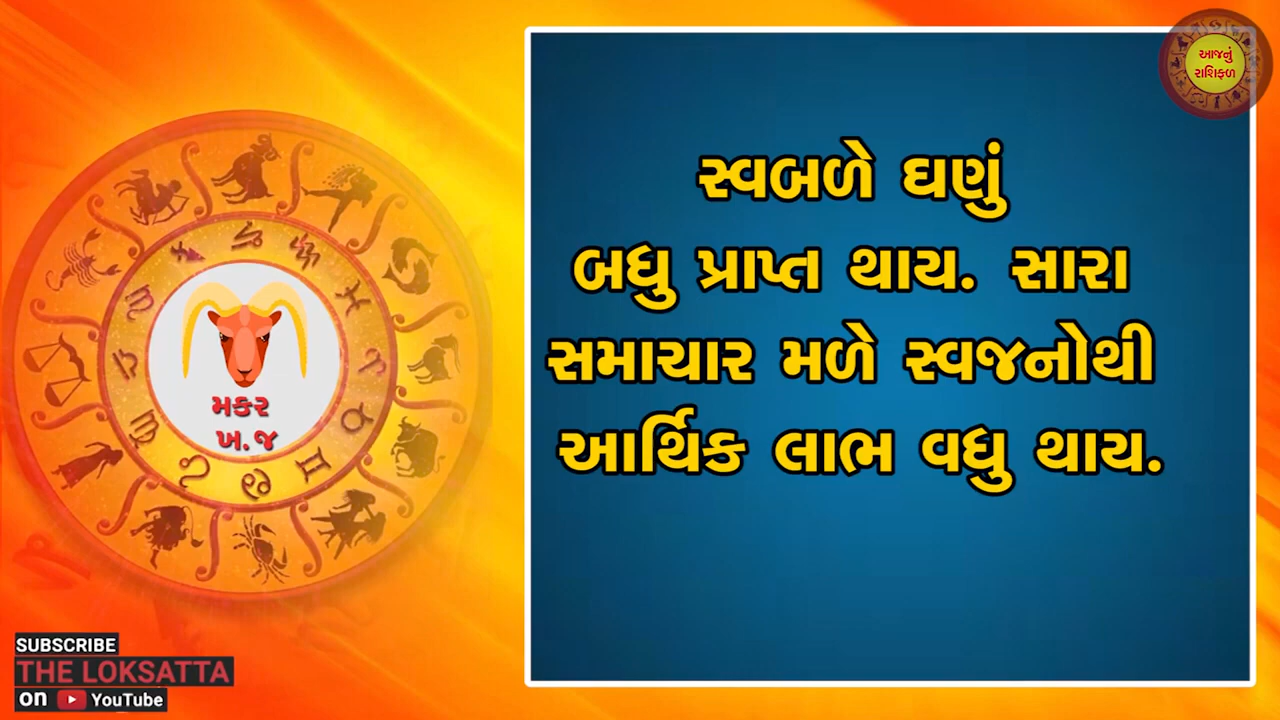 આજનું
રાશિફળ
સ્વબળે ઘણું
બધુ પ્રાપ્ત થાય. સારા
સમાચાર મળે સ્વજનોથી
આર્થિક લાભ વધુ થાય.
મકર
ખ.જ
SUBSCRIBE
THE LOKSATTA
on YouTube